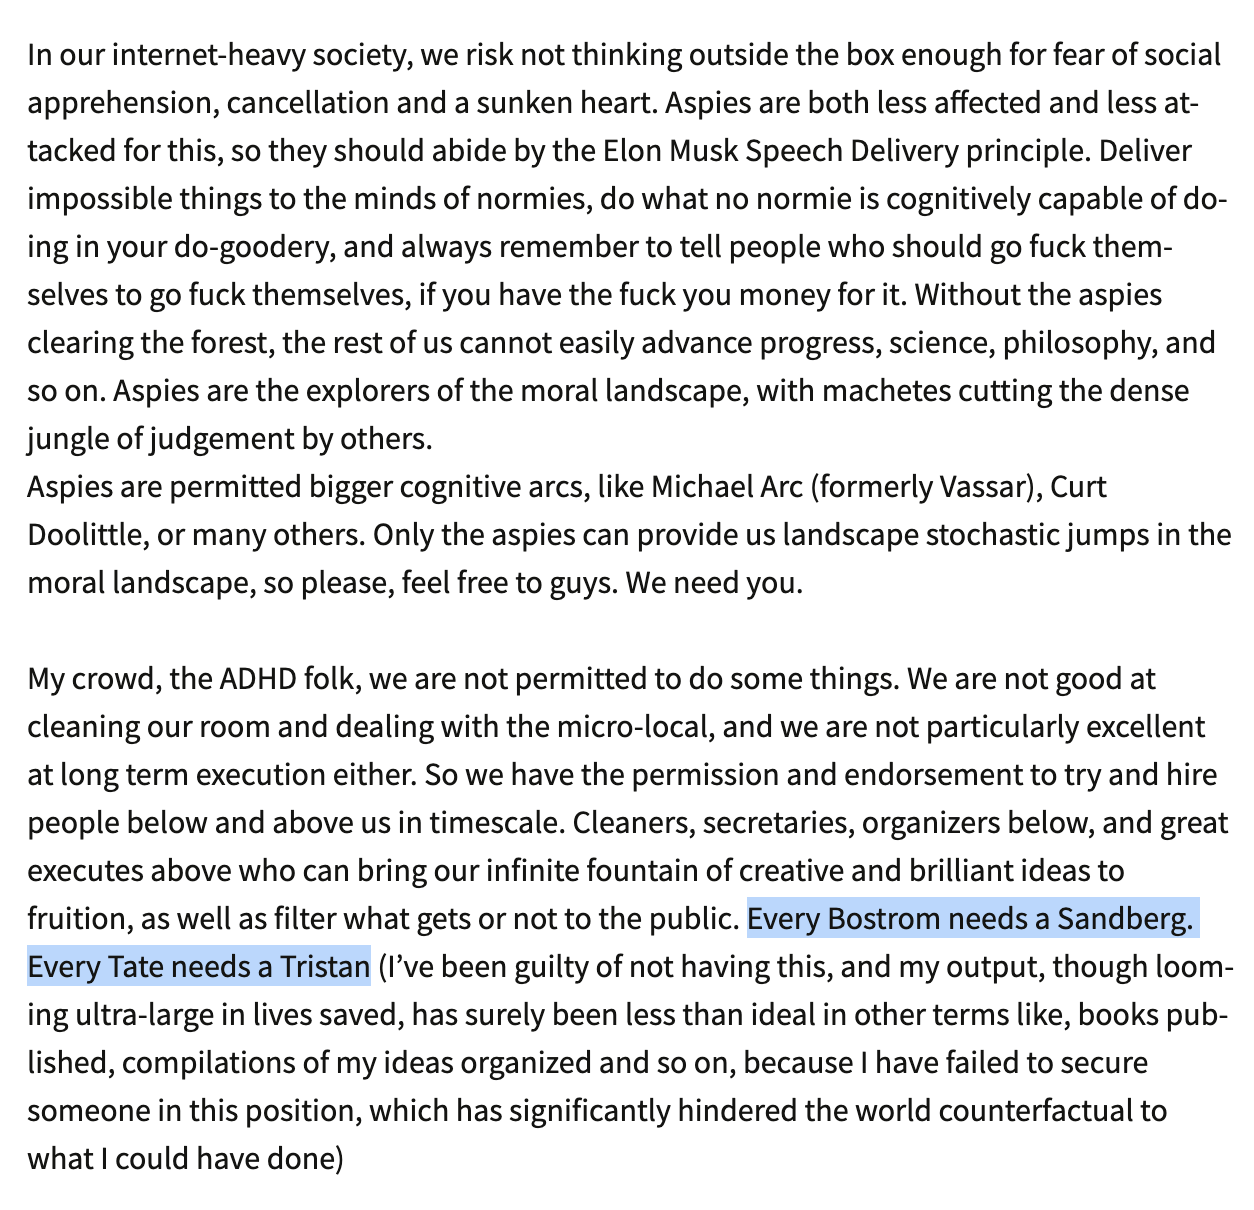 In our internet-heavy society, we risk not thinking outside the box enough for fear of social
apprehension, cancellation and a sunken heart. Aspies are both less affected and less at-
tacked for this, so they should abide by the Elon Musk Speech Delivery principle. Deliver
impossible things to the minds of normies, do what no normie is cognitively capable of do-
ing in your do-goodery, and always remember to tell people who should go fuck them-
selves to go fuck themselves, if you have the fuck you money for it. Without the aspies
clearing the forest, the rest of us cannot easily advance progress, science, philosophy, and
so on. Aspies are the explorers of the moral landscape, with machetes cutting the dense
jungle of judgement by others.
Aspies are permitted bigger cognitive arcs, like Michael Arc (formerly Vassar), Curt
Doolittle, or many others. Only the aspies can provide us landscape stochastic jumps in the
moral landscape, so please, feel free to guys. We need you.
My crowd, the ADHD folk, we are not permitted to do some things. We are not good at
cleaning our room and dealing with the micro-local, and we are not particularly excellent
at long term execution either. So we have the permission and endorsement to try and hire
people below and above us in timescale. Cleaners, secretaries, organizers below, and great
executes above who can bring our infinite fountain of creative and brilliant ideas to
fruition, as well as filter what gets or not to the public. Every Bostrom needs a Sandberg.
Every Tate needs a Tristan (I’ve been guilty of not having this, and my output, though loom-
ing ultra-large in lives saved, has surely been less than ideal in other terms like, books pub-
lished, compilations of my ideas organized and so on, because I have failed to secure
someone in this position, which has significantly hindered the world counterfactual to
what I could have done)